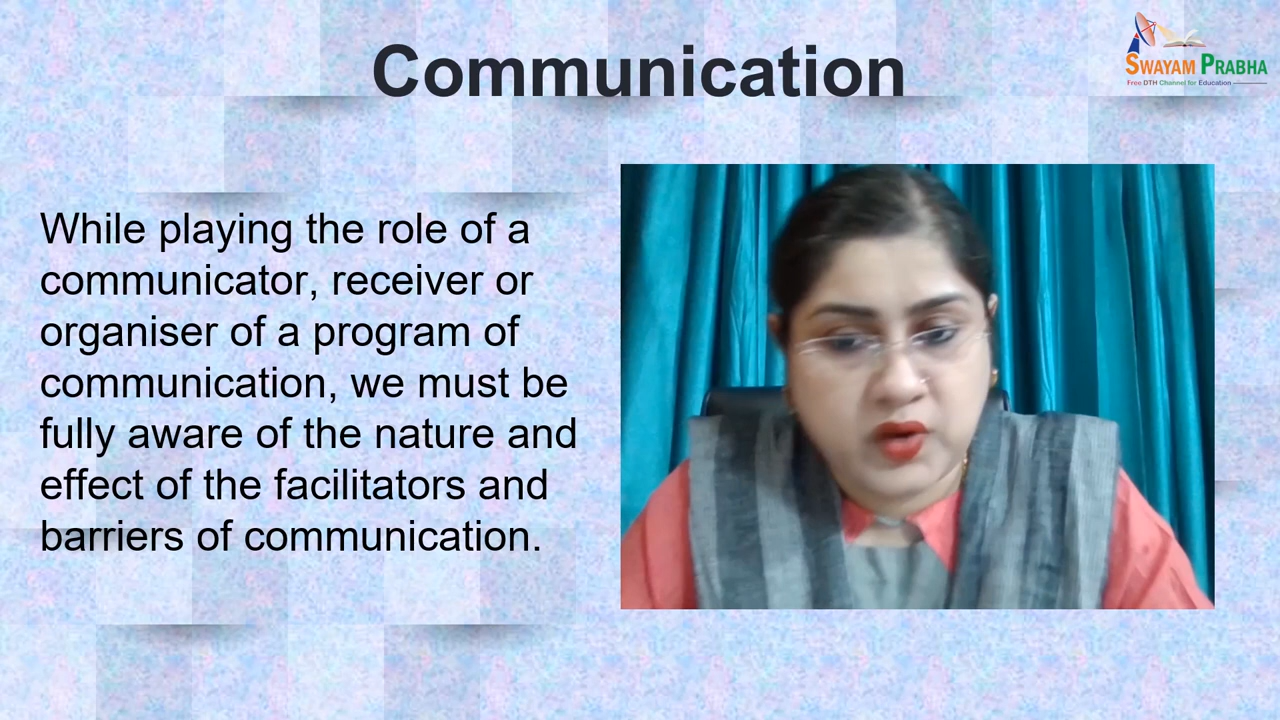 Communication
SWAYAM PRABHA
Free DTH Channel for Education
While playing the role of a
communicator, receiver or
organiser of a program of
communication, we must be
fully aware of the nature and
effect of the facilitators and
barriers of communication.